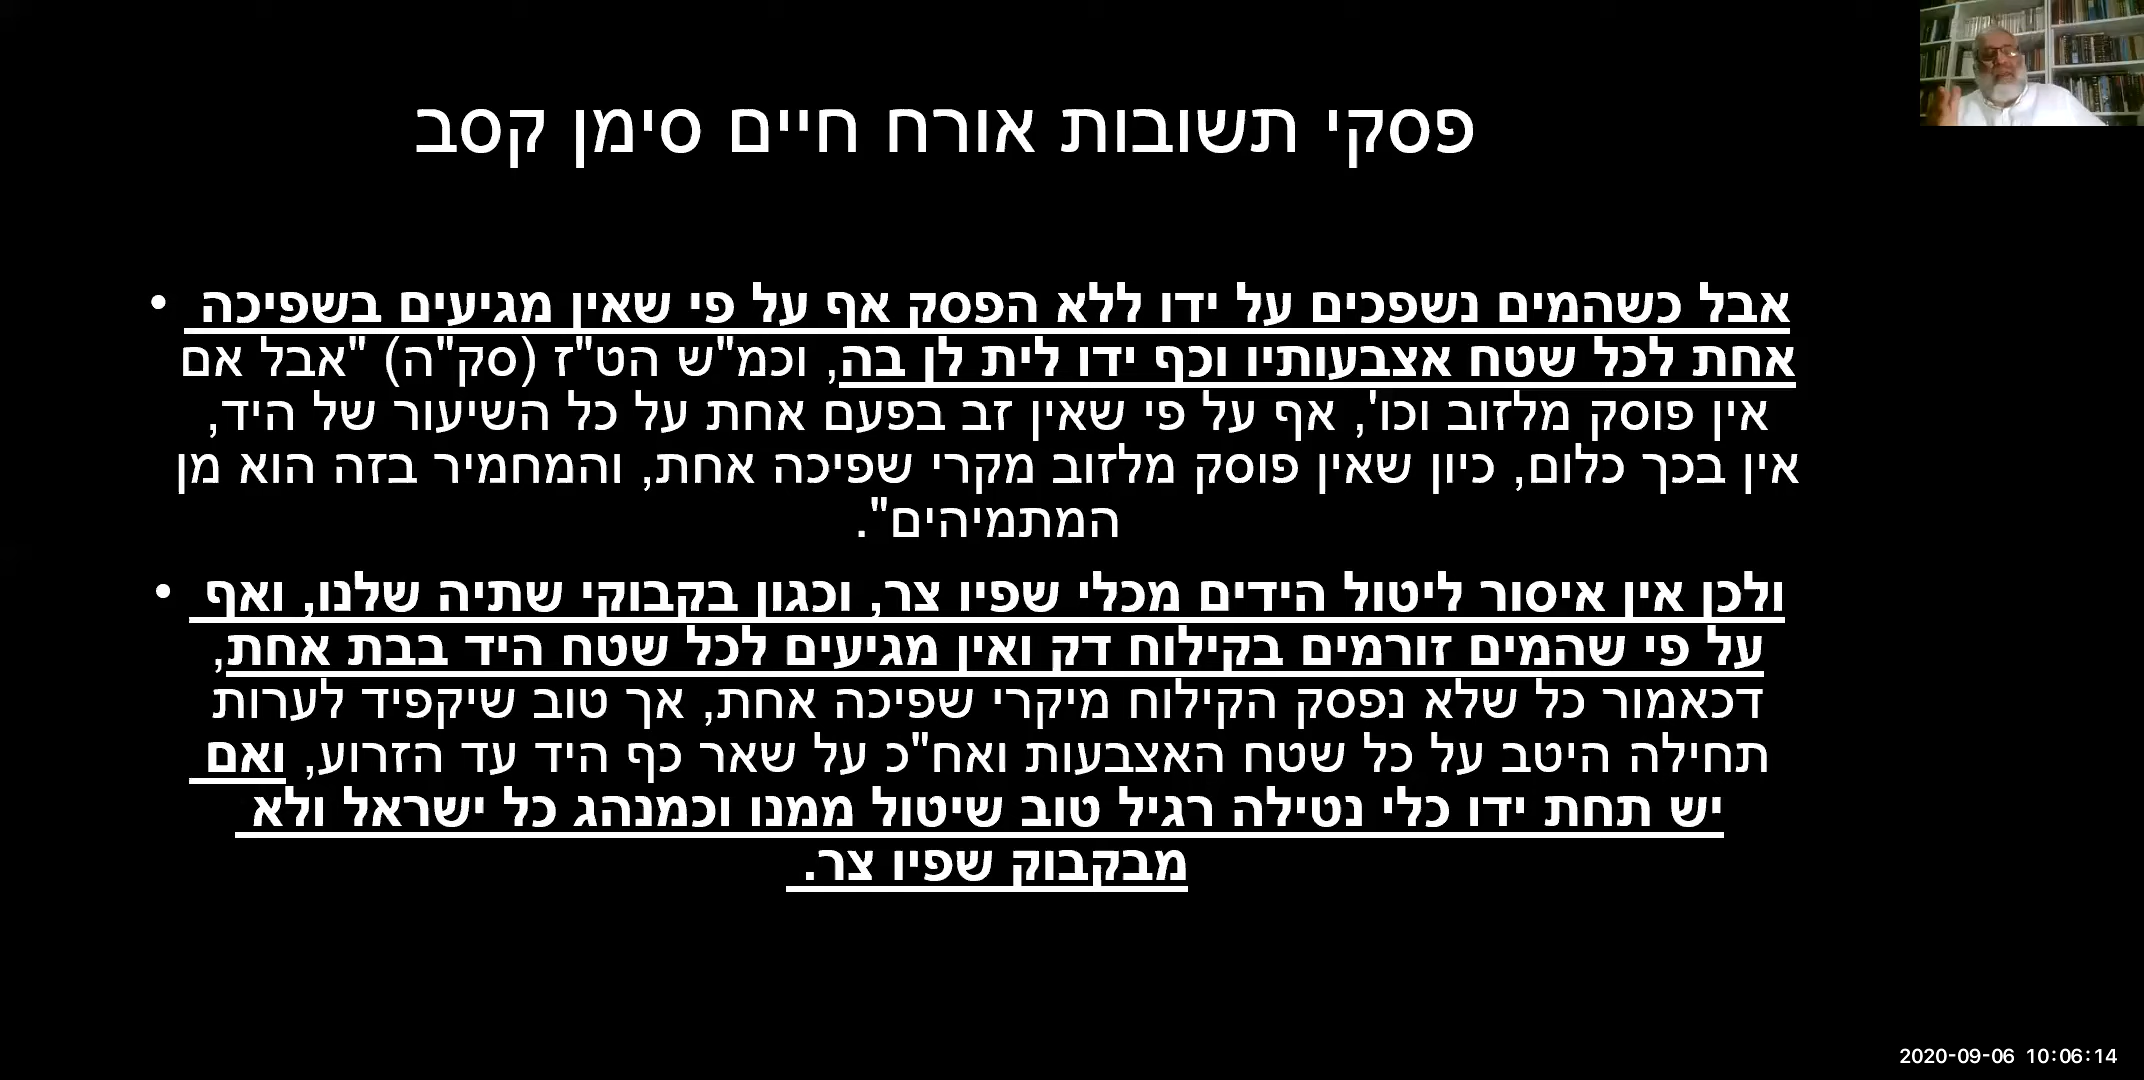 פסקי תשובות אורח חיים סימן קסב
• אבל כשהמים נשפכים על ידו ללא הפסק אף על פי שאין מגיעים בשפיכה
אחת לכל שטח אצבעותיו וכף ידו לית לן בה, וכמ"ש הט"ז (סק"ה) "אבל אם
אין פוסק מלזוב וכו', אף על פי שאין זב בפעם אחת על כל השיעור של היד,
אין בכך כלום, כיון שאין פוסק מלזוב מקרי שפיכה אחת, והמחמיר בזה הוא מן
המתמיהים".
• ולכן אין איסור ליטול הידים מכלי שפיו צר, וכגון בקבוקי שתיה שלנו, ואף
על פי שהמים זורמים בקילוח דק ואין מגיעים לכל שטח היד בבת אחת,
דכאמור כל שלא נפסק הקילוח מיקרי שפיכה אחת, אך טוב שיקפיד לערות
תחילה היטב על כל שטח האצבעות ואח"כ על שאר כף היד עד הזרוע, ואם
יש תחת ידו כלי נטילה רגיל טוב שיטול ממנו וכמנהג כל ישראל ולא
מבקבוק שפיו צר.
2020-09-06 10:06:14